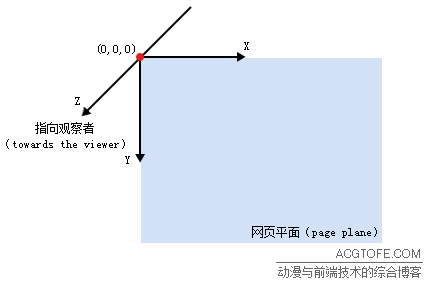 (0,0,0)
X
Z
指向观察者
(towards the viewer)
Y
网页平面 (page plane)
ACGTOFE.COM
动漫与前端技术的综合博客